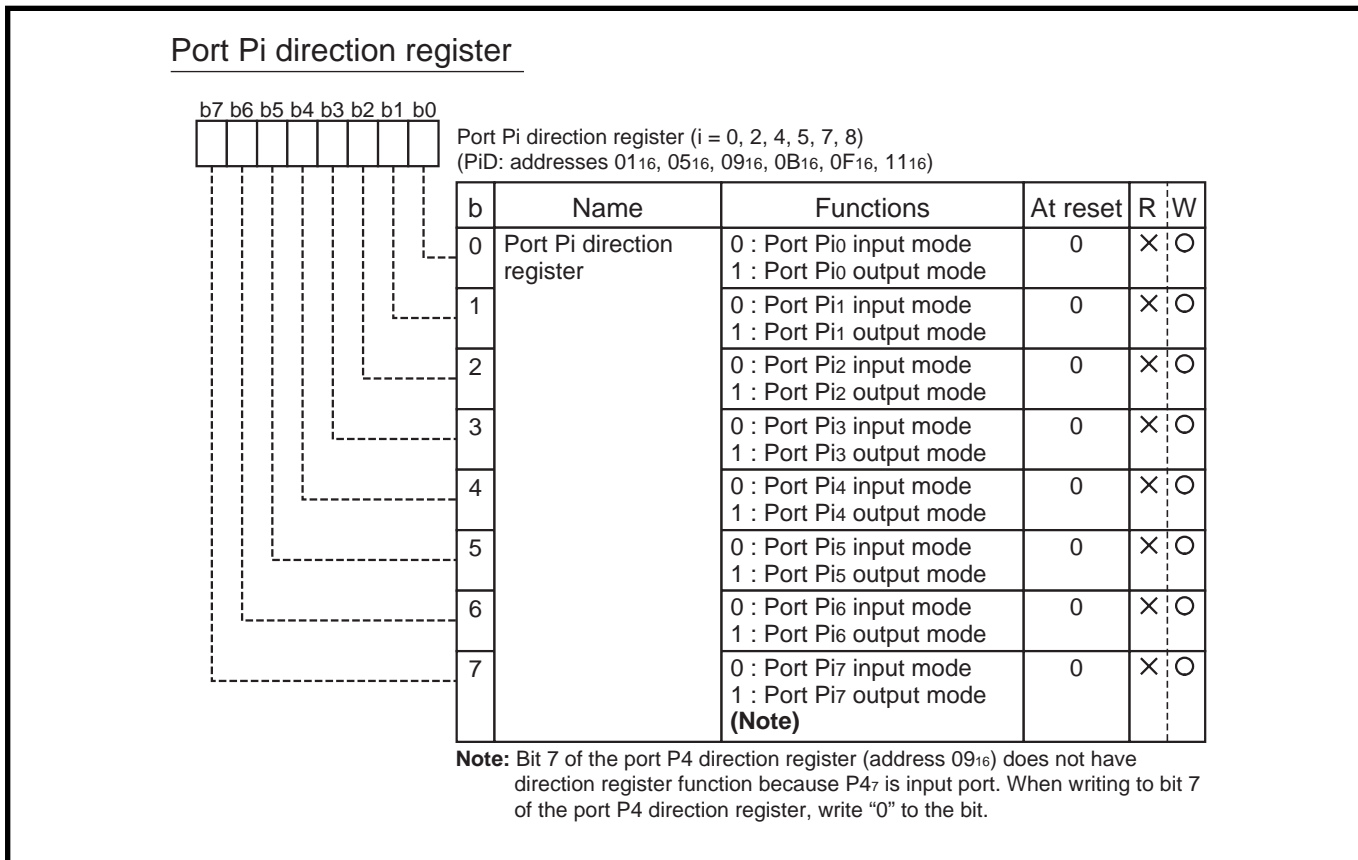 Port Pi direction register
b7 b6 b5 b4 b3 b2 b1 b0
Port Pi direction register (i = 0, 2, 4, 5, 7, 8)
(PiD: addresses 0116, 0516, 0916, 0B16, 0F16, 1116)
b Name Functions At reset R W
0 Port Pi direction 0 : Port Pi0 input mode 0 × ○
register 1 : Port Pi0 output mode
1 0 : Port Pi1 input mode 0 × ○
1 : Port Pi1 output mode
2 0 : Port Pi2 input mode 0 × ○
1 : Port Pi2 output mode
3 0 : Port Pi3 input mode 0 × ○
1 : Port Pi3 output mode
4 0 : Port Pi4 input mode 0 × ○
1 : Port Pi4 output mode
5 0 : Port Pi5 input mode 0 × ○
1 : Port Pi5 output mode
6 0 : Port Pi6 input mode 0 × ○
1 : Port Pi6 output mode
7 0 : Port Pi7 input mode 0 × ○
1 : Port Pi7 output mode
(Note)
Note: Bit 7 of the port P4 direction register (address 0916) does not have
direction register function because P47 is input port. When writing to bit 7
of the port P4 direction register, write “0” to the bit.